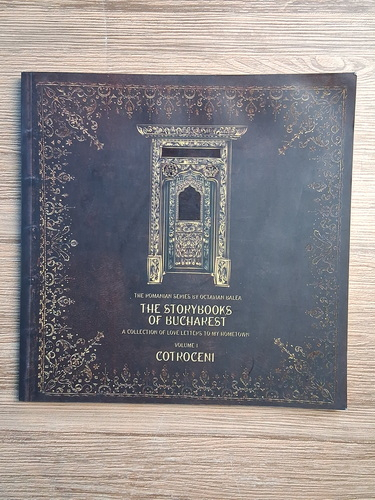 THE ROMANIAN SERIES BY OCTAVIAN BALEA
THE STORYBOOKS
OF BUCHAREST
A COLLECTION OF LOVE LETTERS TO MY HOMETOWN
VOLUME 1
COTROCENI